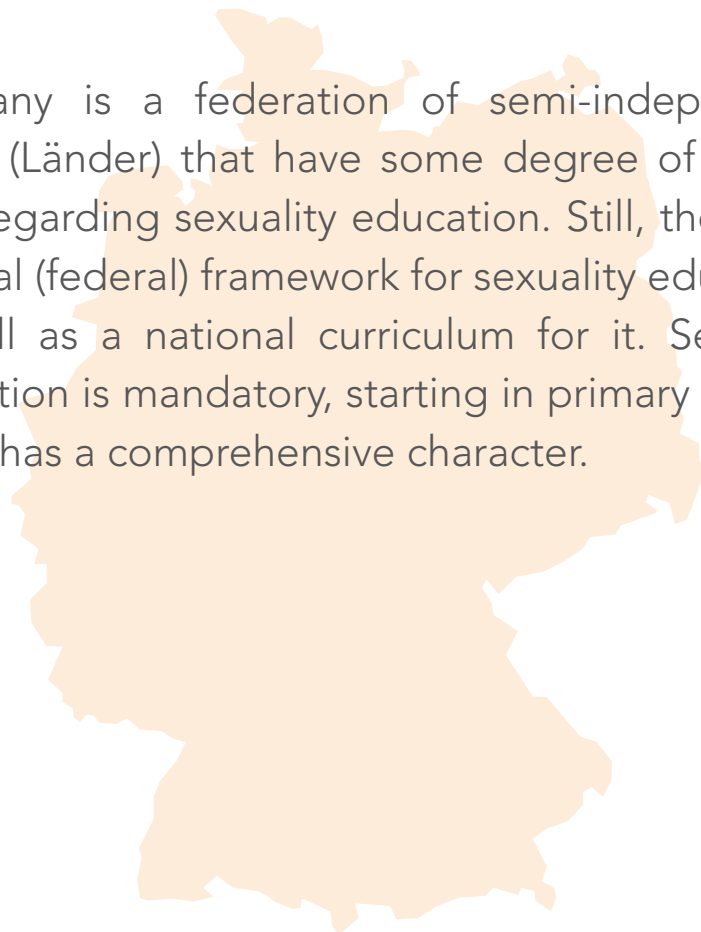 any is a federation of semi-indep
(Länder) that have some degree of
egarding sexuality education. Still, the
al (federal) framework for sexuality edu
ll as a national curriculum for it. Se
tion is mandatory, starting in primary
has a comprehensive character.